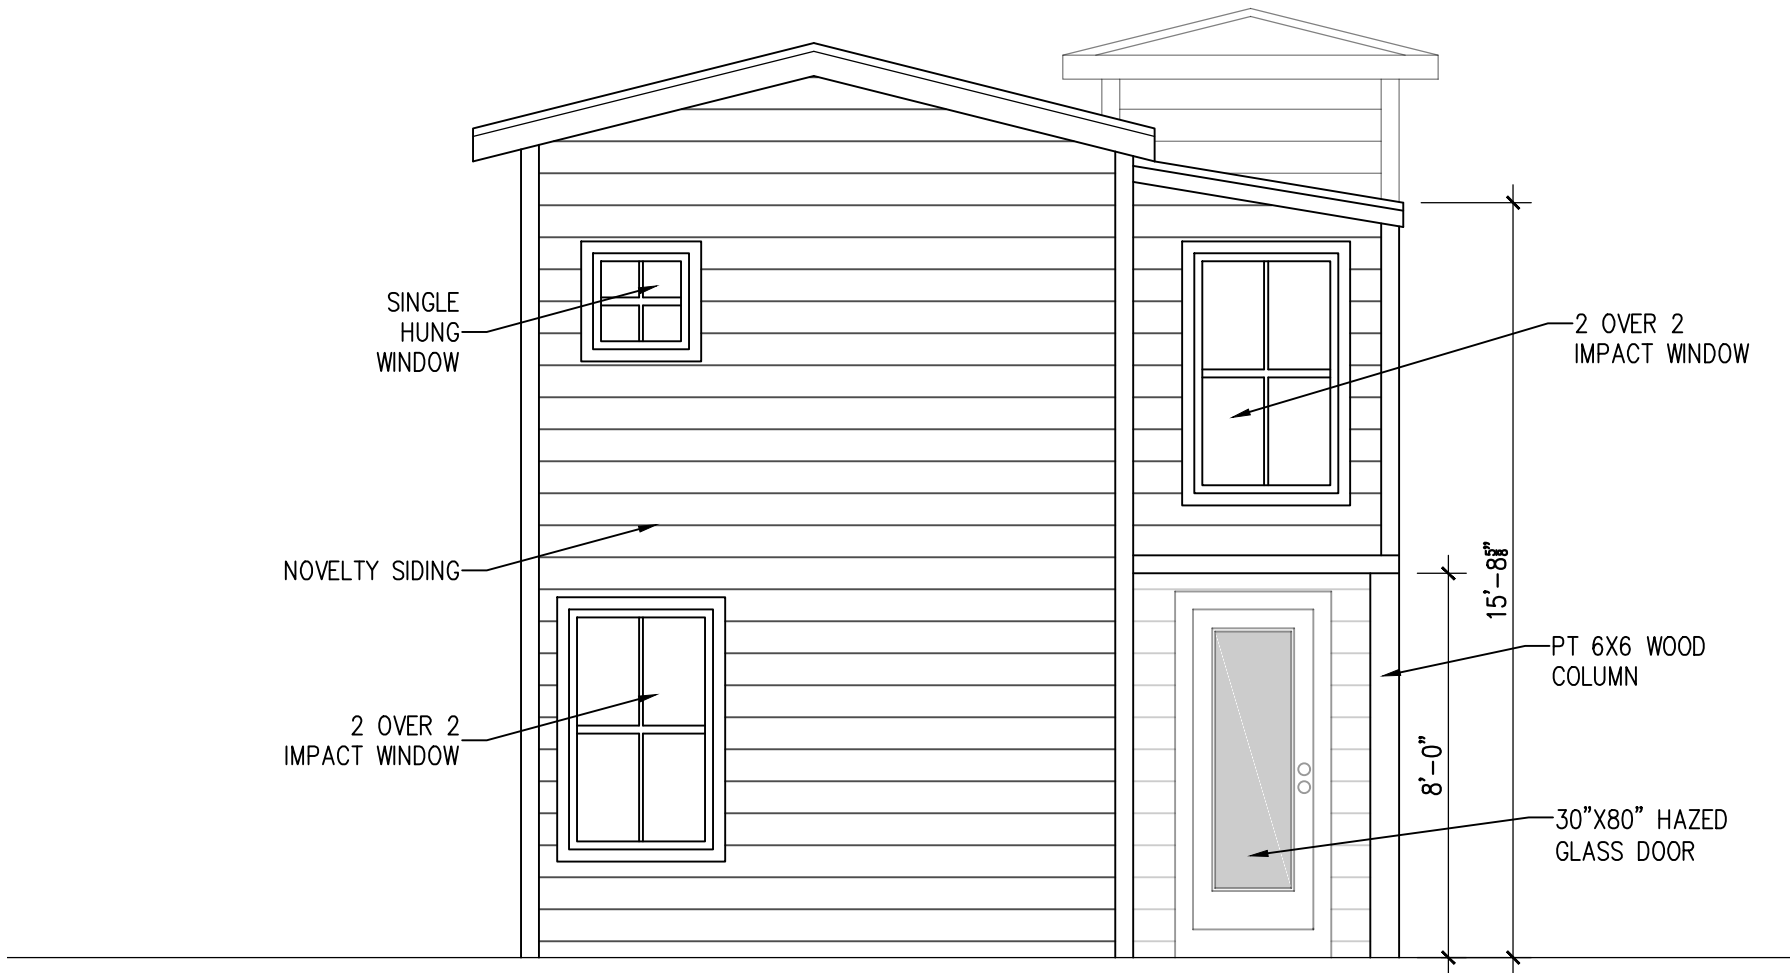 SINGLE
HUNG
WINDOW
2 OVER 2
IMPACT WINDOW
NOVELTY SIDING
15'-8⅝"
PT 6X6 WOOD
COLUMN
2 OVER 2
IMPACT WINDOW
8'-0"
30"X80" HAZED
GLASS DOOR